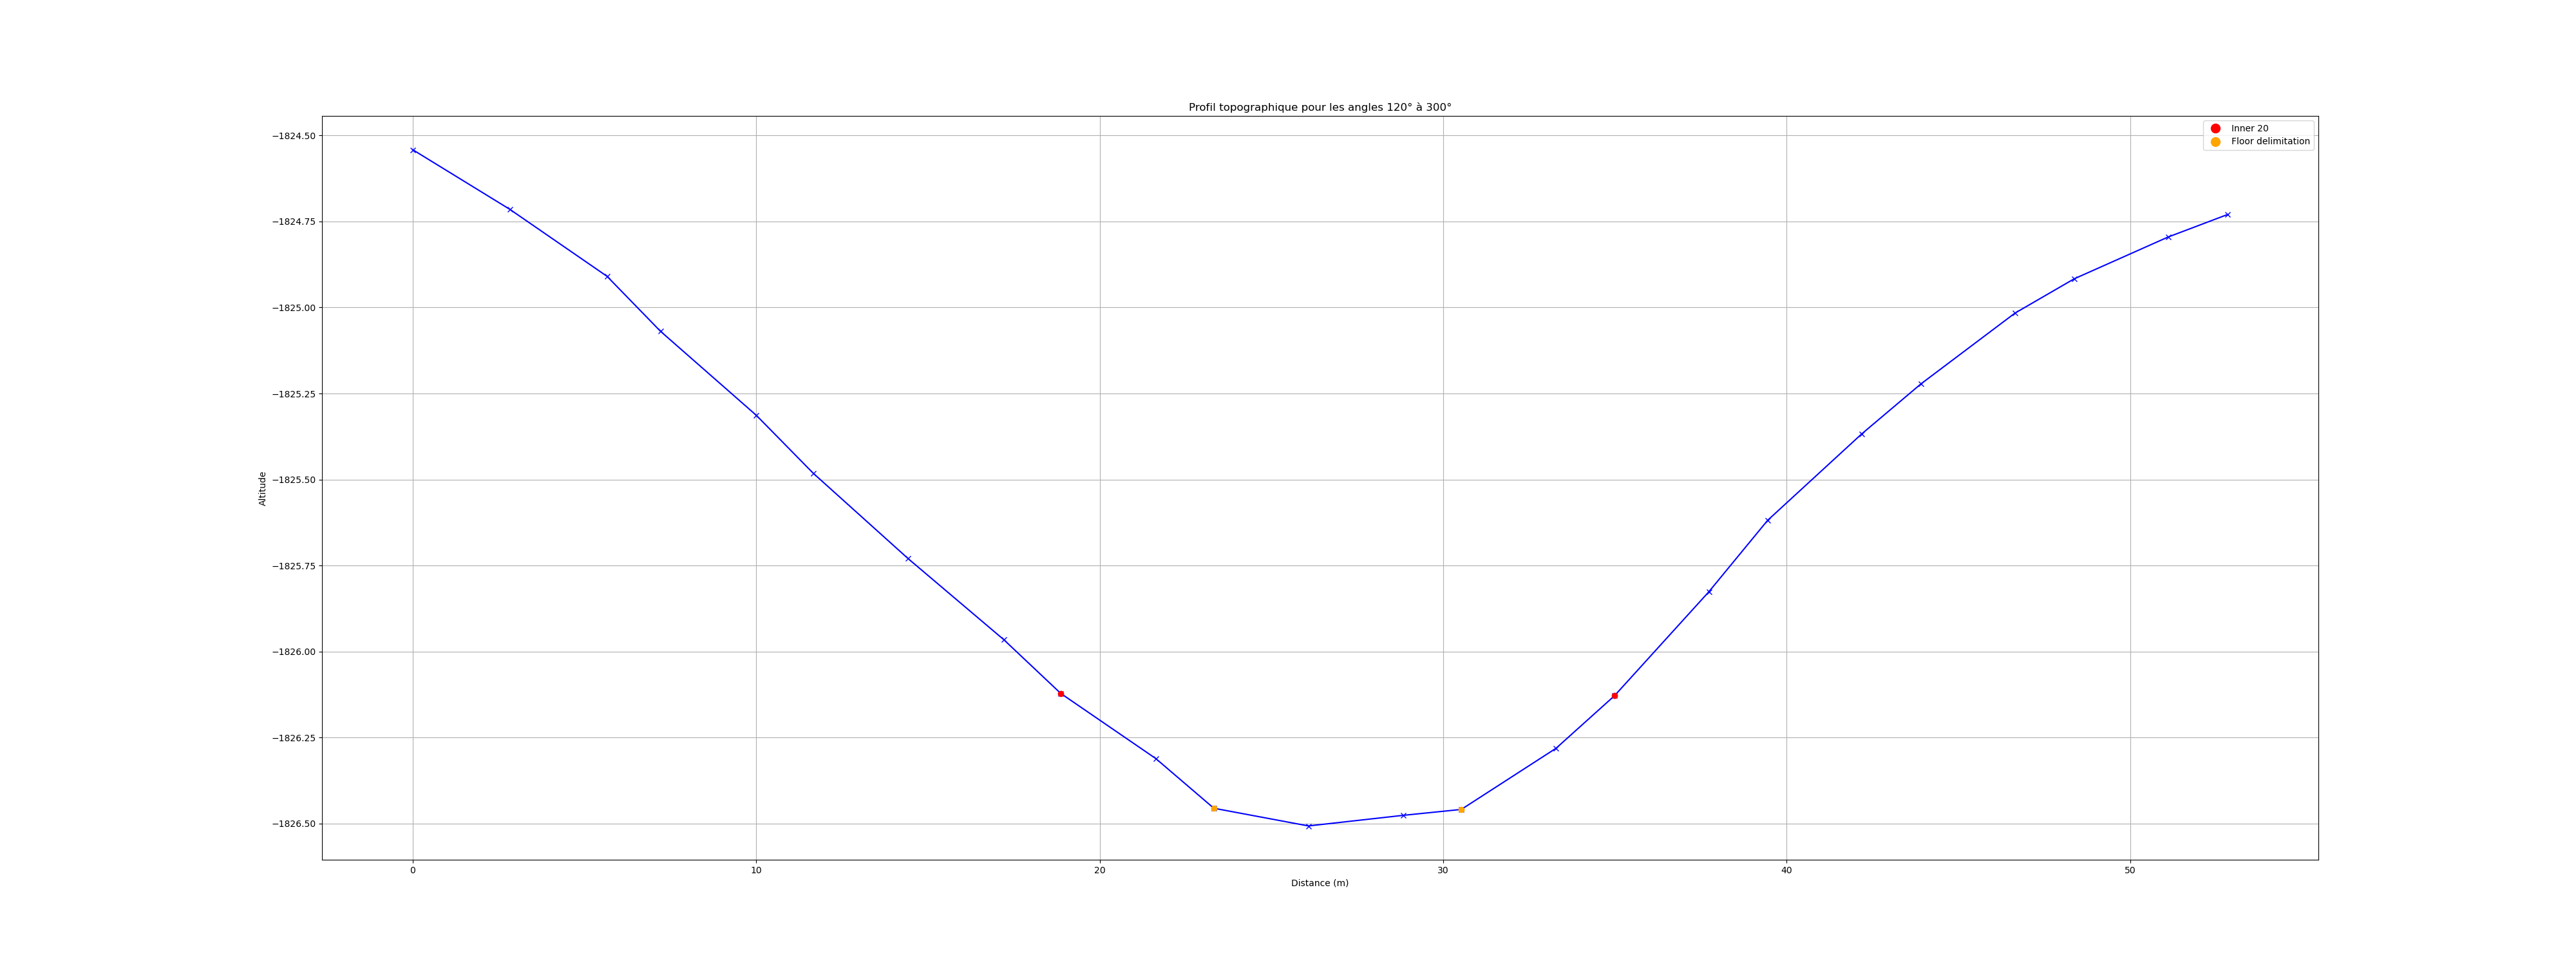 Profil topographique pour les angles 120° à 300°
Inner 20
Floor delimitation
Altitude
−1824.50
−1824.75
−1825.00
−1825.25
−1825.50
−1825.75
−1826.00
−1826.25
−1826.50
0 10 20 30 40 50
Distance (m)